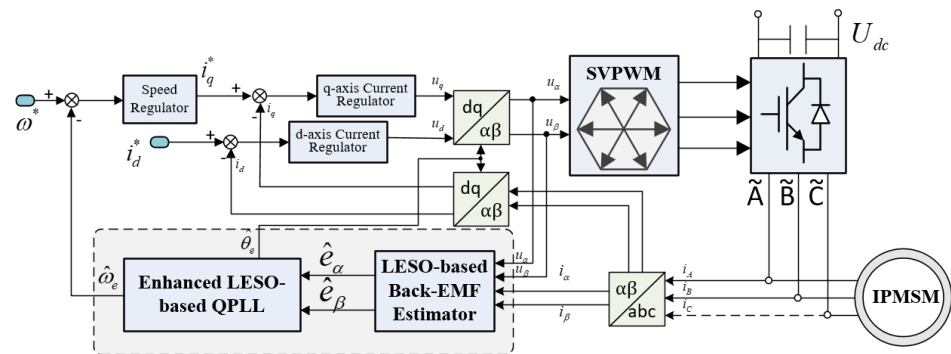 U_dc
Speed
Regulator
i_q^*
q-axis Current
Regulator
u_q
dq
αβ
u_α
SVPWM
+
-
ω^*
i_q
i_d^*
+
-
i_d
d-axis Current
Regulator
u_d
u_β
+
-
Ã
B̃
C̃
dq
αβ
θ̂_e
ω̂_e
Enhanced LESO-
based QPLL
ê_α
ê_β
LESO-based
Back-EMF
Estimator
u_α
u_β
i_α
i_β
αβ
abc
i_A
i_B
i_C
IPMSM